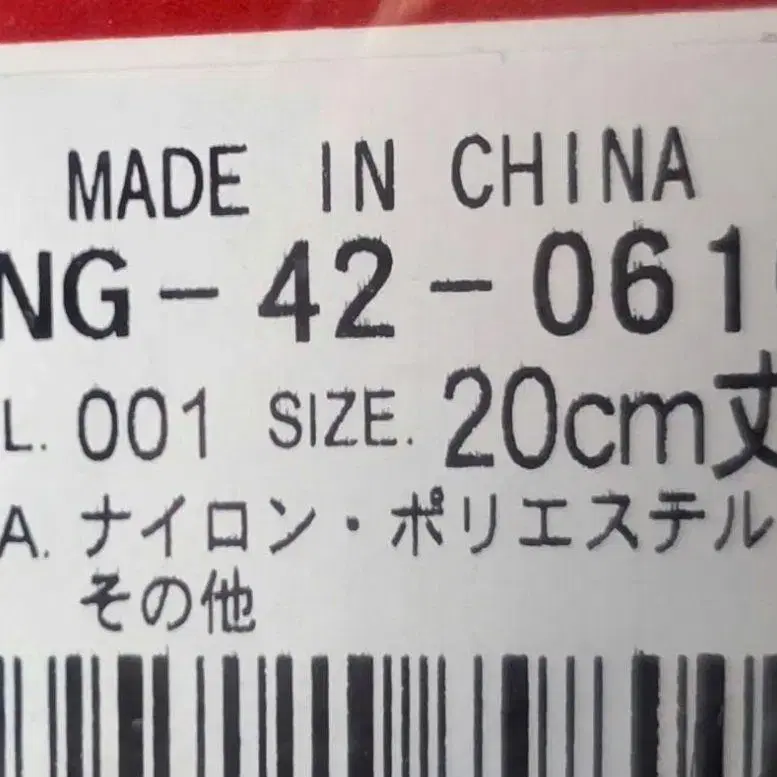 MADE IN CHINA
NG-42-061
L. 001 SIZE. 20cm丈
A. ナイロン・ポリエステル
その他